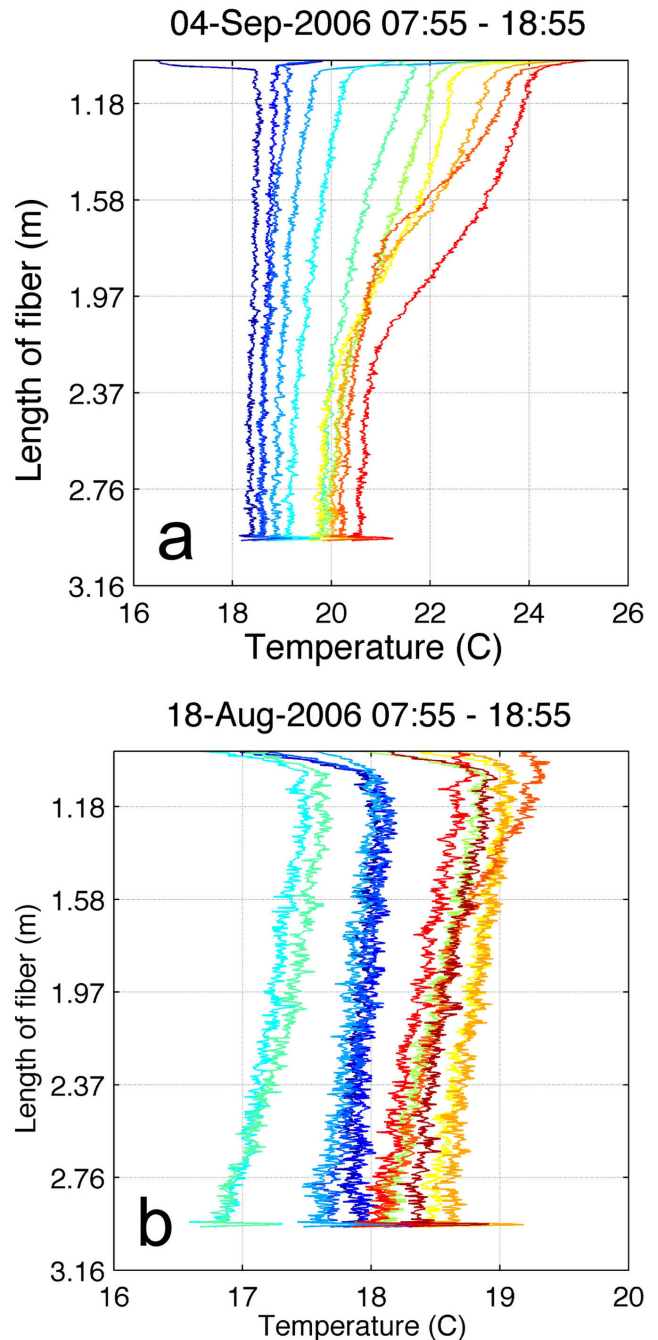 04-Sep-2006 07:55 - 18:55
1.18
1.58
1.97
2.37
2.76
3.16
Length of fiber (m)
a
16 18 20 22 24 26
Temperature (C)
18-Aug-2006 07:55 - 18:55
1.18
1.58
1.97
2.37
2.76
3.16
Length of fiber (m)
b
16 17 18 19 20
Temperature (C)